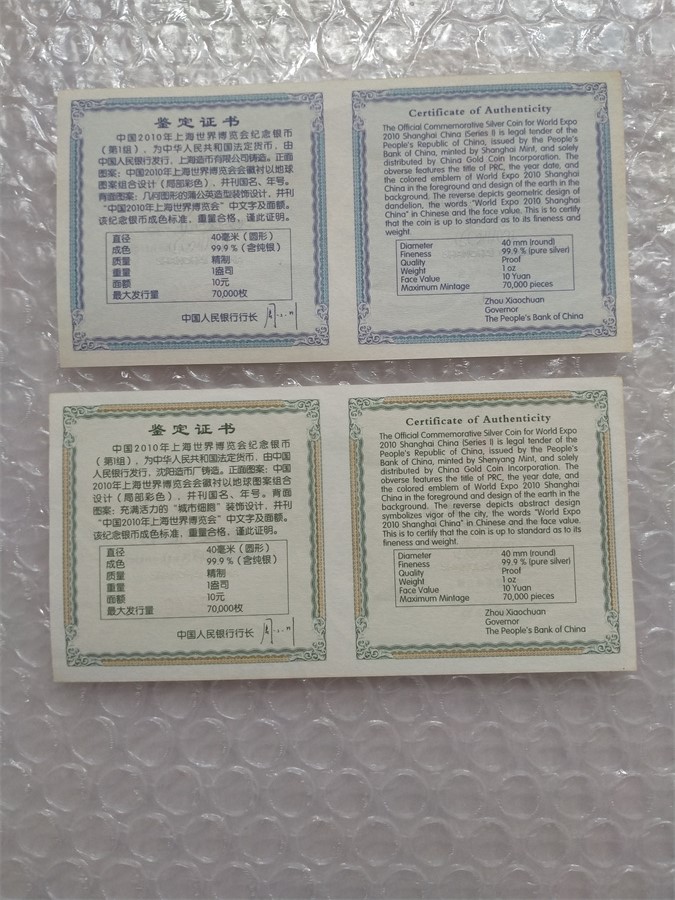 鉴定证书
中国2010年上海世界博览会纪念银币
(第1组),为中华人民共和国法定货币,由
中国人民银行发行,上海造币有限公司铸造。正面
图案:中国2010年上海世界博览会会徽衬以地球
图案组合设计(局部彩色),并刊国名、年号。
背面图案:几何图形的蒲公英造型装饰设计,并刊
“中国2010年上海世界博览会”中文字及面额。
该纪念银币成色标准,重量合格,谨此证明。
直径 40毫米(圆形)
成色 99.9%(含纯银)
质量 精制
重量 1盎司
面额 10元
最大发行量 70,000枚
中国人民银行行长
Certificate of Authenticity
The Official Commemorative Silver Coin for World Expo
2010 Shanghai China (Series I) is legal tender of the
People's Republic of China, issued by the People's
Bank of China, minted by Shanghai Mint, and solely
distributed by China Gold Coin Incorporation. The
obverse features the title of PRC, the year date, and
the colored emblem of World Expo 2010 Shanghai
China in the foreground and design of the earth in the
background. The reverse depicts geometric design of
dandelion, the words "World Expo 2010 Shanghai
China" in Chinese and the face value. This is to certify
that the coin is up to standard as to its fineness and
weight.
Diameter 40 mm (round)
Fineness 99.9 % (pure silver)
Quality Proof
Weight 1 oz
Face Value 10 Yuan
Maximum Mintage 70,000 pieces
Zhou Xiaochuan
Governor
The People's Bank of China
鉴定证书
中国2010年上海世界博览会纪念银币
(第1组),为中华人民共和国法定货币,由中国
人民银行发行,沈阳造币厂铸造。正面图案:中国
2010年上海世界博览会会徽衬以地球图案组合
设计(局部彩色),并刊国名、年号。背面
图案:充满活力的“城市细胞”装饰设计,并刊
“中国2010年上海世界博览会”中文字及面额。
该纪念银币成色标准,重量合格,谨此证明。
直径 40毫米(圆形)
成色 99.9%(含纯银)
质量 精制
重量 1盎司
面额 10元
最大发行量 70,000枚
中国人民银行行长
Certificate of Authenticity
The Official Commemorative Silver Coin for World Expo
2010 Shanghai China (Series I) is legal tender of the
People's Republic of China, issued by the People's
Bank of China, minted by Shenyang Mint, and solely
distributed by China Gold Coin Incorporation. The
obverse features the title of PRC, the year date, and
the colored emblem of World Expo 2010 Shanghai
China in the foreground and design of the earth in the
background. The reverse depicts abstract design
symbolizes vigor of the city, the words "World Expo
2010 Shanghai China" in Chinese and the face value.
This is to certify that the coin is up to standard as to its
fineness and weight.
Diameter 40 mm (round)
Fineness 99.9 % (pure silver)
Quality Proof
Weight 1 oz
Face Value 10 Yuan
Maximum Mintage 70,000 pieces
Zhou Xiaochuan
Governor
The People's Bank of China